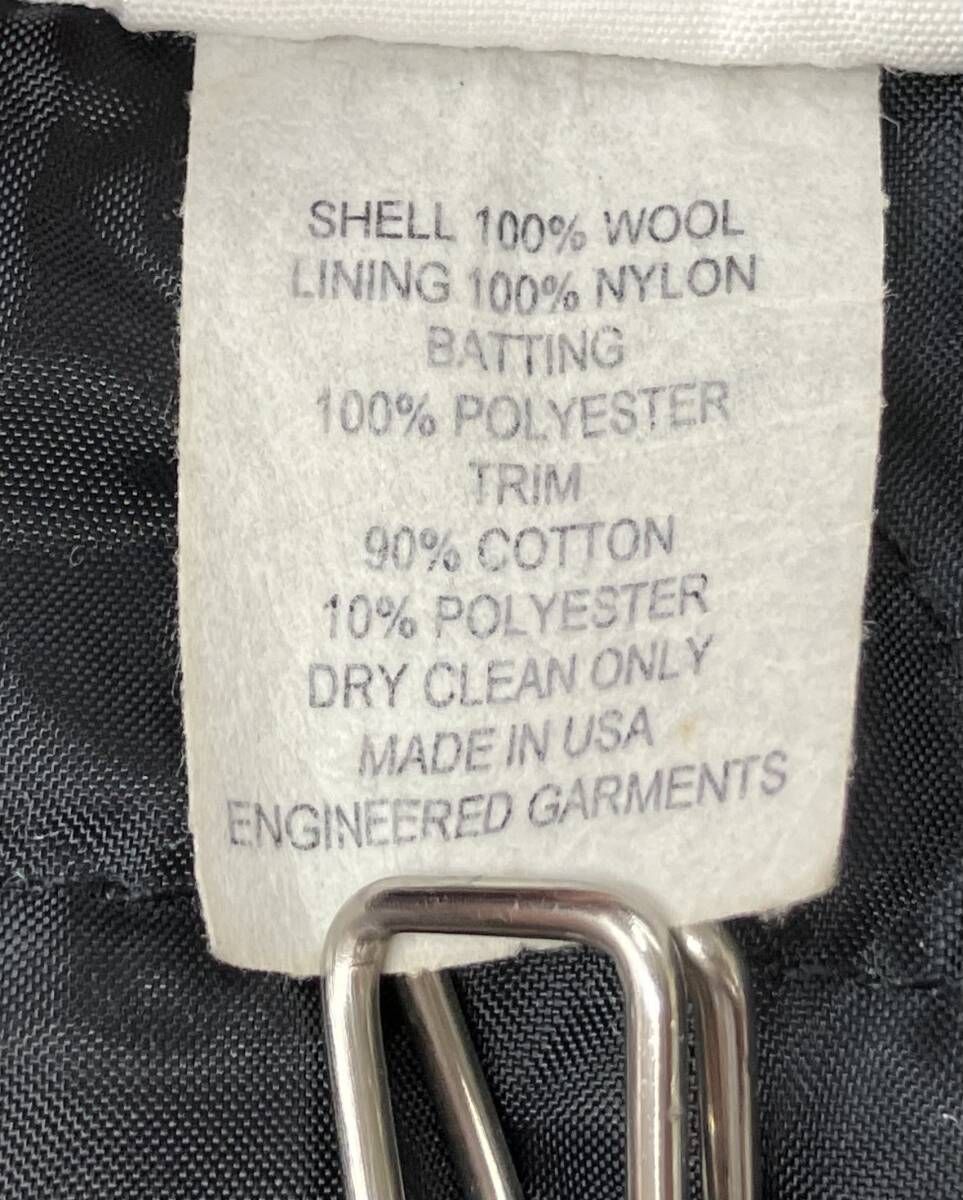 SHELL 100% WOOL
LINING 100% NYLON
BATTING
100% POLYESTER
TRIM
90% COTTON
10% POLYESTER
DRY CLEAN ONLY
MADE IN USA
ENGINEERED GARMENTS